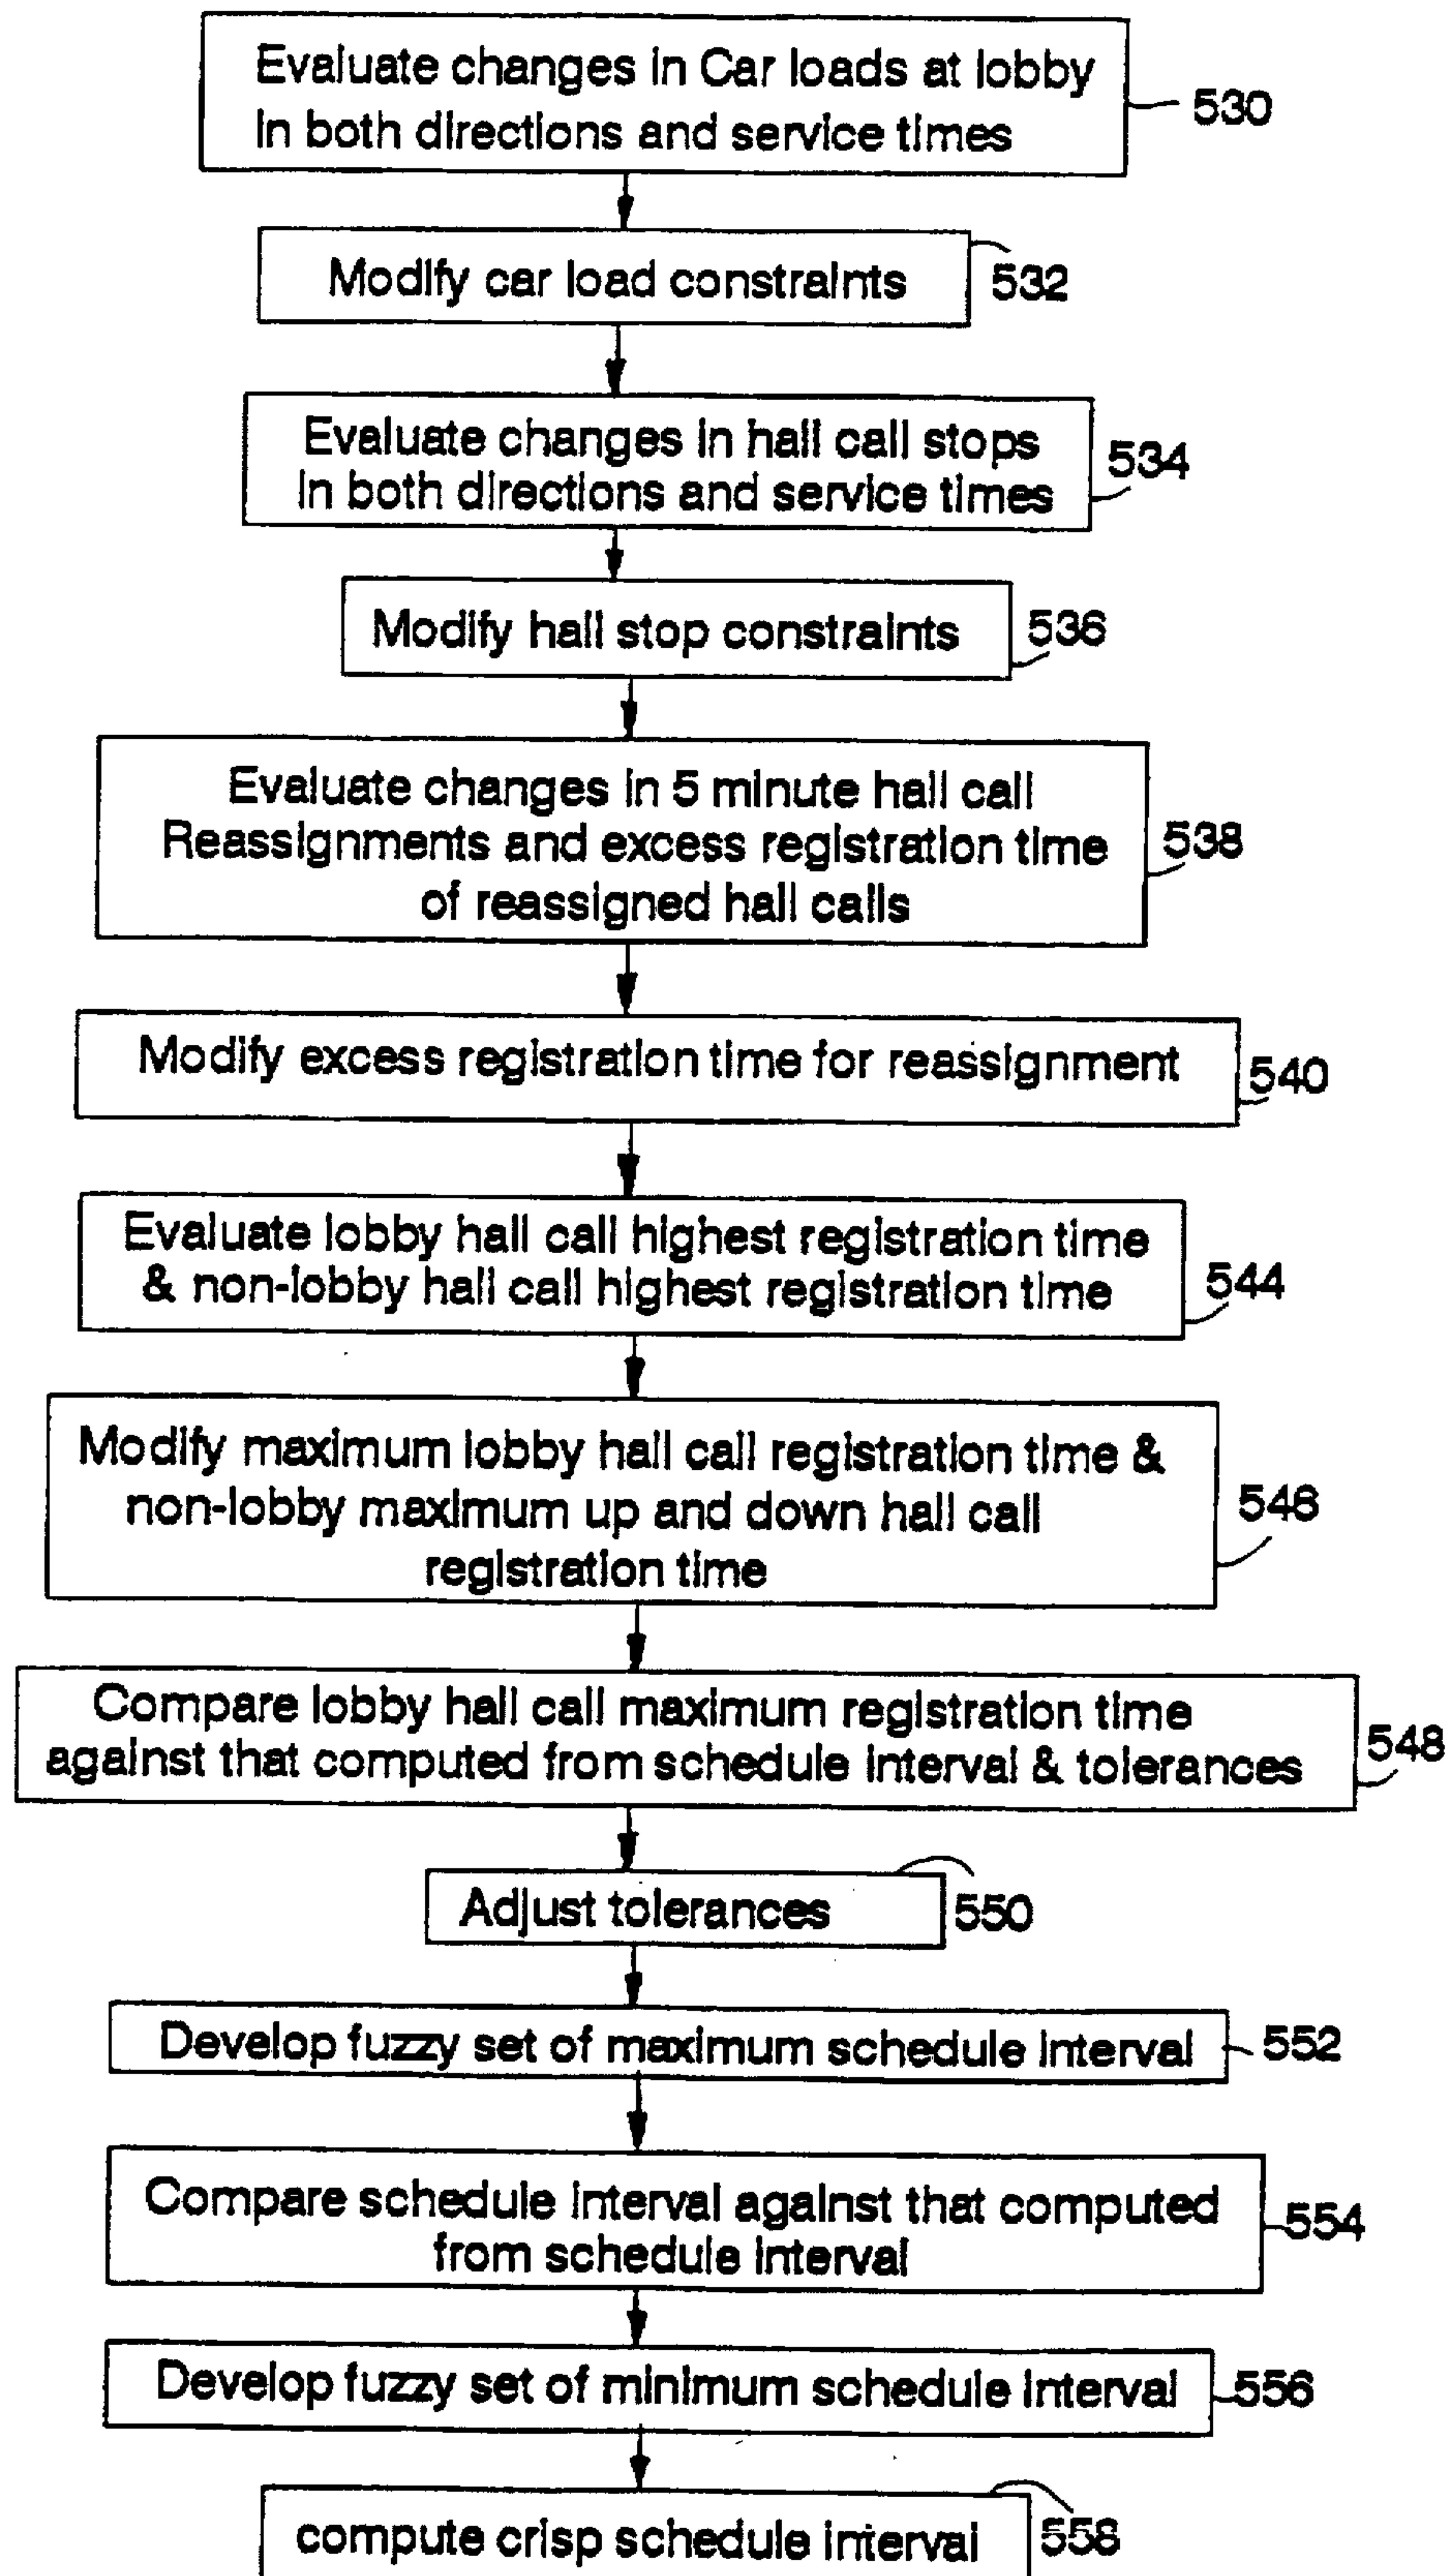 Evaluate changes in Car loads at lobby
in both directions and service times
530
Modify car load constraints
532
Evaluate changes in hall call stops
in both directions and service times
534
Modify hall stop constraints
536
Evaluate changes in 5 minute hall call
Reassignments and excess registration time
of reassigned hall calls
538
Modify excess registration time for reassignment
540
Evaluate lobby hall call highest registration time
& non-lobby hall call highest registration time
544
Modify maximum lobby hall call registration time &
non-lobby maximum up and down hall call
registration time
546
Compare lobby hall call maximum registration time
against that computed from schedule interval & tolerances
548
Adjust tolerances
550
Develop fuzzy set of maximum schedule interval
552
Compare schedule interval against that computed
from schedule interval
554
Develop fuzzy set of minimum schedule interval
556
compute crisp schedule interval
558